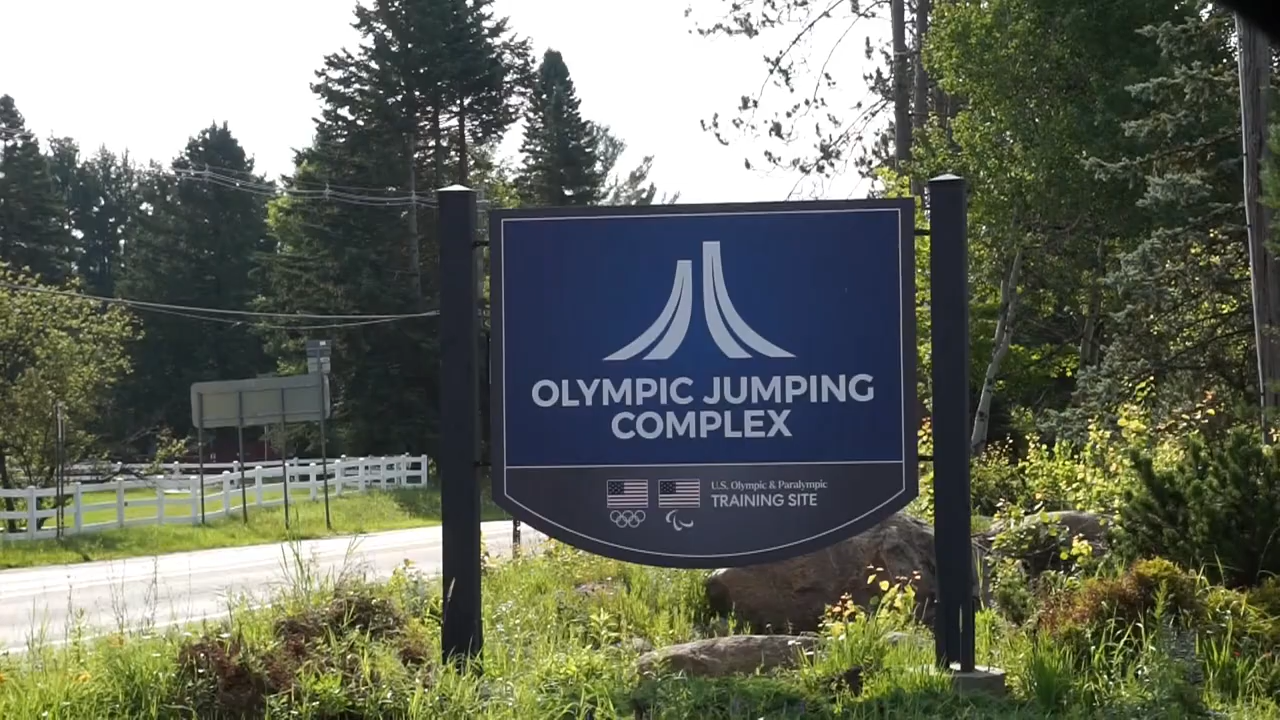 OLYMPIC JUMPING
COMPLEX
U.S. Olympic & Paralympic
TRAINING SITE